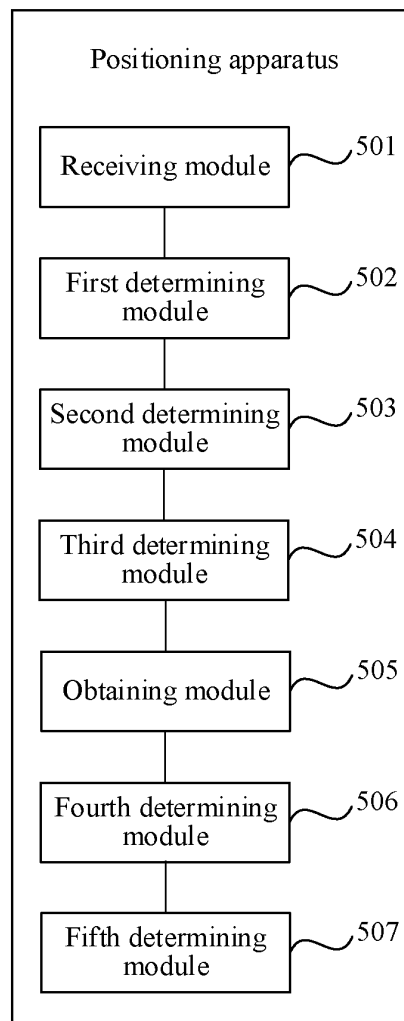 Positioning apparatus
Receiving module
501
First determining
module
502
Second determining
module
503
Third determining
module
504
Obtaining module
505
Fourth determining
module
506
Fifth determining
module
507